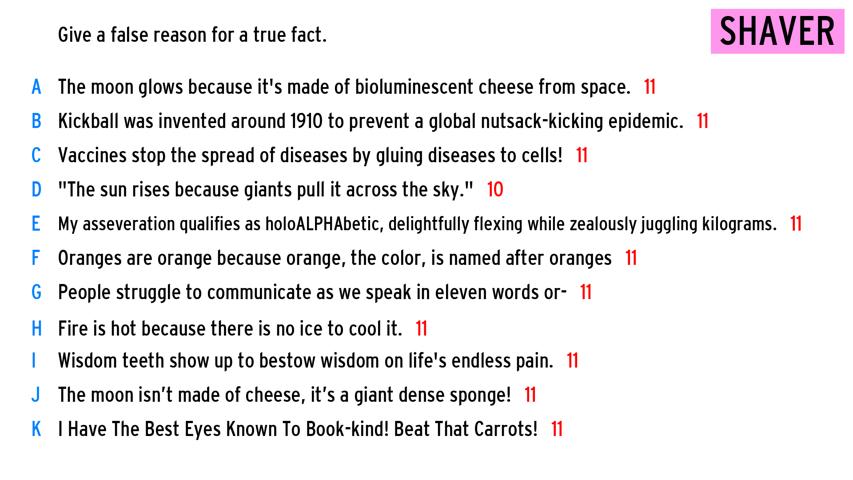 Give a false reason for a true fact.
SHAVER
A The moon glows because it's made of bioluminescent cheese from space. 11
B Kickball was invented around 1910 to prevent a global nutsack-kicking epidemic. 11
C Vaccines stop the spread of diseases by gluing diseases to cells! 11
D "The sun rises because giants pull it across the sky." 10
E My asseveration qualifies as holoALPHAbetic, delightfully flexing while zealously juggling kilograms. 11
F Oranges are orange because orange, the color, is named after oranges 11
G People struggle to communicate as we speak in eleven words or- 11
H Fire is hot because there is no ice to cool it. 11
I Wisdom teeth show up to bestow wisdom on life's endless pain. 11
J The moon isn’t made of cheese, it’s a giant dense sponge! 11
K I Have The Best Eyes Known To Book-kind! Beat That Carrots! 11